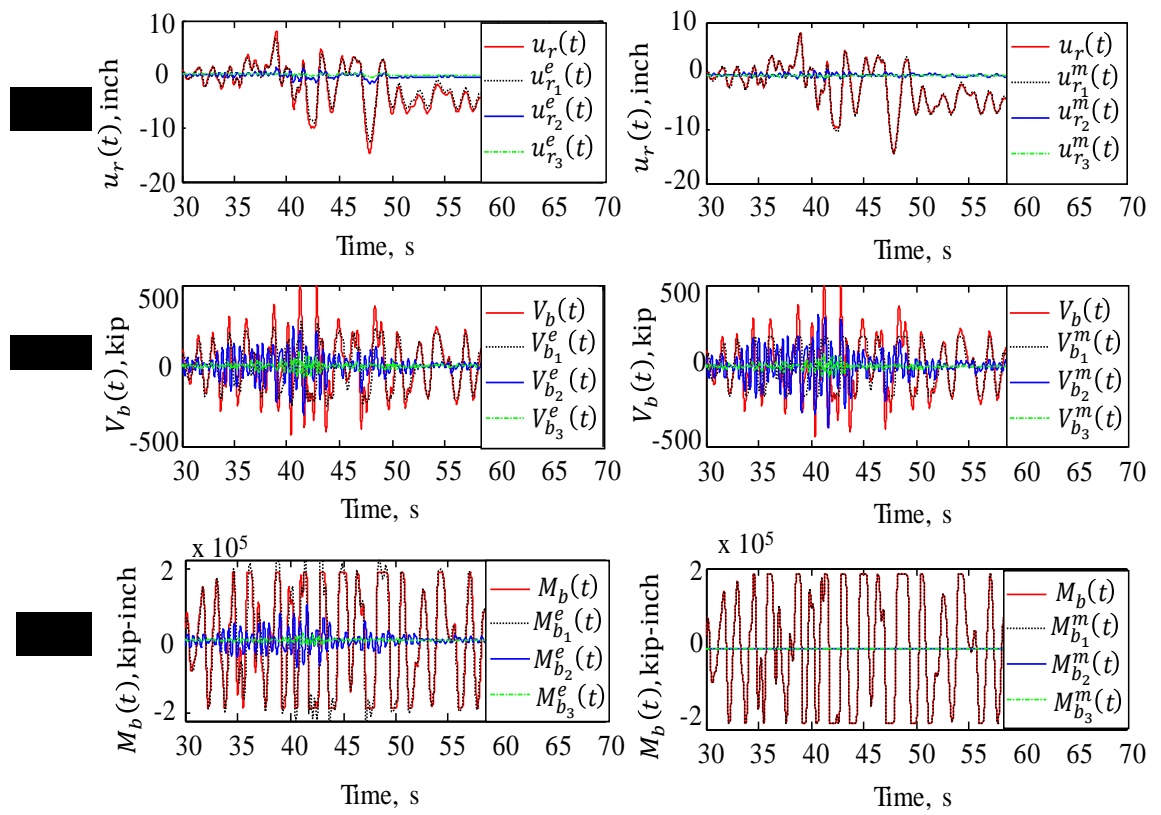 10
0
-10
-20
u_r(t), inch
30 35 40 45 50 55 60 65 70
Time, s
u_r(t)
u^e_{r_1}(t)
u^e_{r_2}(t)
u^e_{r_3}(t)
10
0
-10
-20
u_r(t), inch
30 35 40 45 50 55 60 65 70
Time, s
u_r(t)
u^m_{r_1}(t)
u^m_{r_2}(t)
u^m_{r_3}(t)
500
0
-500
V_b(t), kip
30 35 40 45 50 55 60 65 70
Time, s
V_b(t)
V^e_{b_1}(t)
V^e_{b_2}(t)
V^e_{b_3}(t)
500
0
-500
V_b(t), kip
30 35 40 45 50 55 60 65 70
Time, s
V_b(t)
V^m_{b_1}(t)
V^m_{b_2}(t)
V^m_{b_3}(t)
x 10⁵
2
0
-2
M_b(t), kip-inch
30 35 40 45 50 55 60 65 70
Time, s
M_b(t)
M^e_{b_1}(t)
M^e_{b_2}(t)
M^e_{b_3}(t)
x 10⁵
2
0
-2
M_b(t), kip-inch
30 35 40 45 50 55 60 65 70
Time, s
M_b(t)
M^m_{b_1}(t)
M^m_{b_2}(t)
M^m_{b_3}(t)